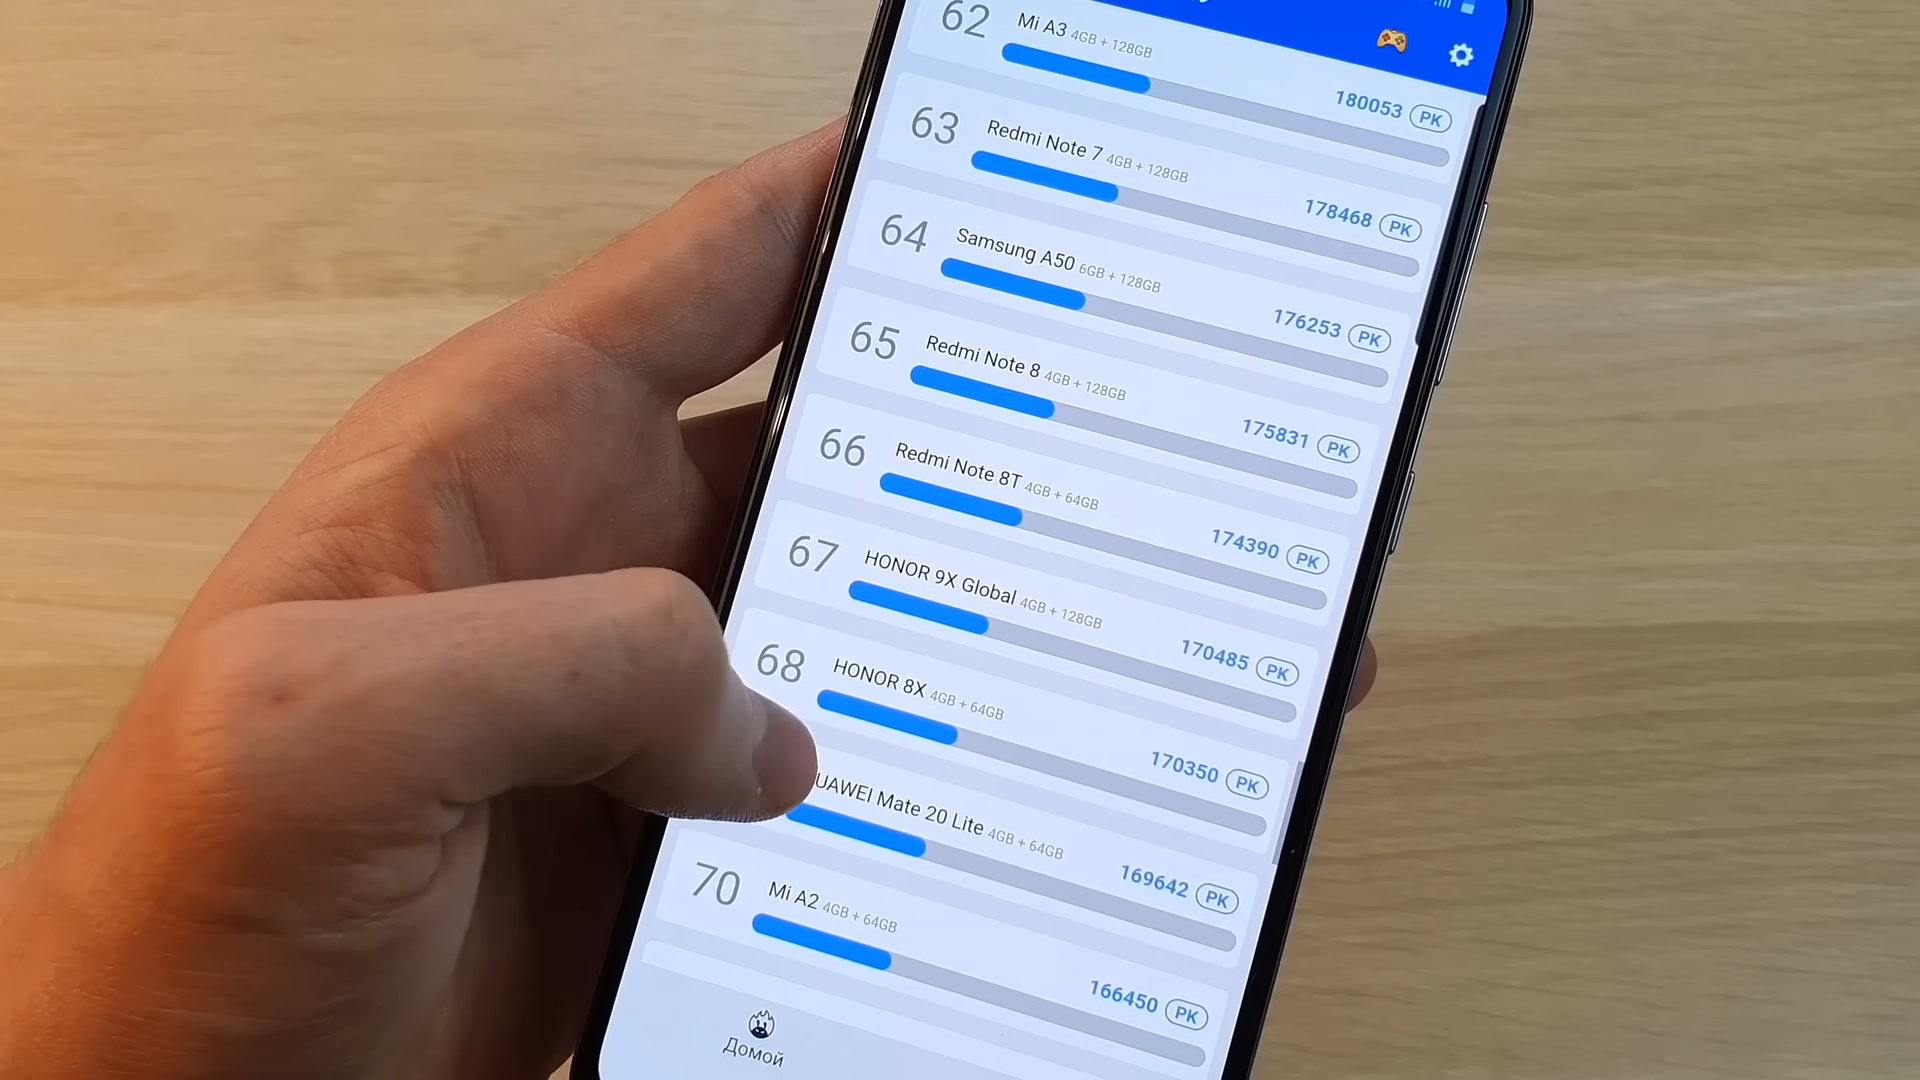 62 Mi A3 4GB + 128GB
180053 PK
63 Redmi Note 7 4GB + 128GB
178468 PK
64 Samsung A50 6GB + 128GB
176253 PK
65 Redmi Note 8 4GB + 128GB
175831 PK
66 Redmi Note 8T 4GB + 64GB
174390 PK
67 HONOR 9X Global 4GB + 128GB
170485 PK
68 HONOR 8X 4GB + 64GB
170350 PK
UAWEI Mate 20 Lite 4GB + 64GB
169642 PK
70 Mi A2 4GB + 64GB
166450 PK
Домой